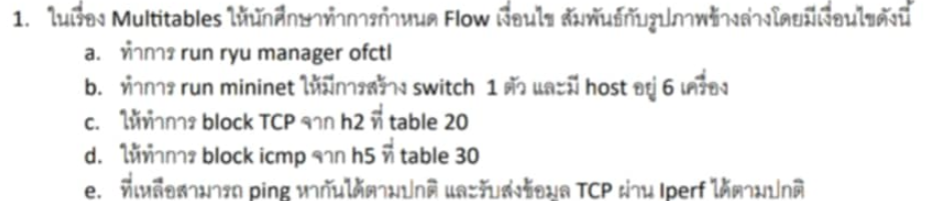 1. ในเรื่อง Multitables ให้นักศึกษาทำการกำหนด Flow เงื่อนไข สัมพันธ์กับรูปภาพข้างล่างโดยมีเงื่อนไขดังนี้
a. ทำการ run ryu manager ofctl
b. ทำการ run mininet ให้มีการสร้าง switch 1 ตัว และมี host อยู่ 6 เครื่อง
c. ให้ทำการ block TCP จาก h2 ที่ table 20
d. ให้ทำการ block icmp จาก h5 ที่ table 30
e. ที่เหลือสามารถ ping หากันได้ตามปกติ และรับส่งข้อมูล TCP ผ่าน Iperf ได้ตามปกติ